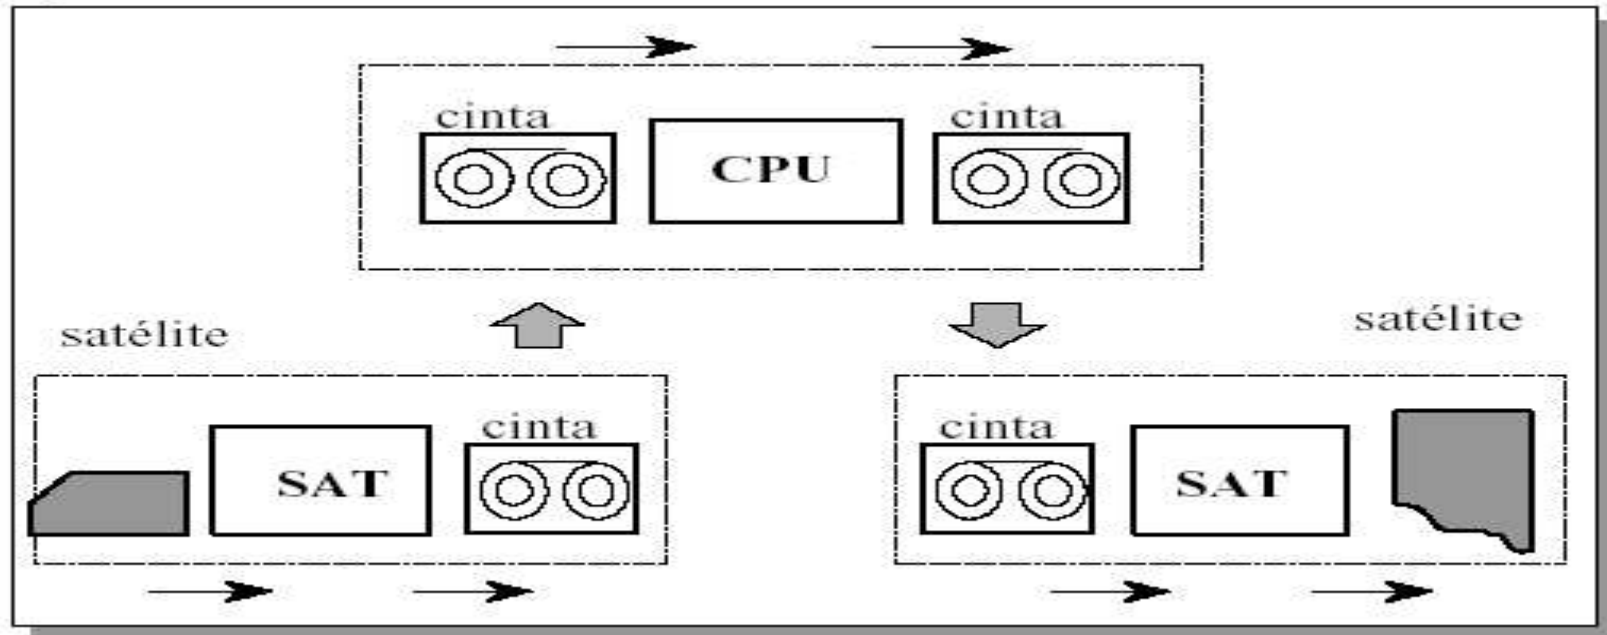 cinta
cinta
CPU
satélite
satélite
cinta
SAT
cinta
SAT